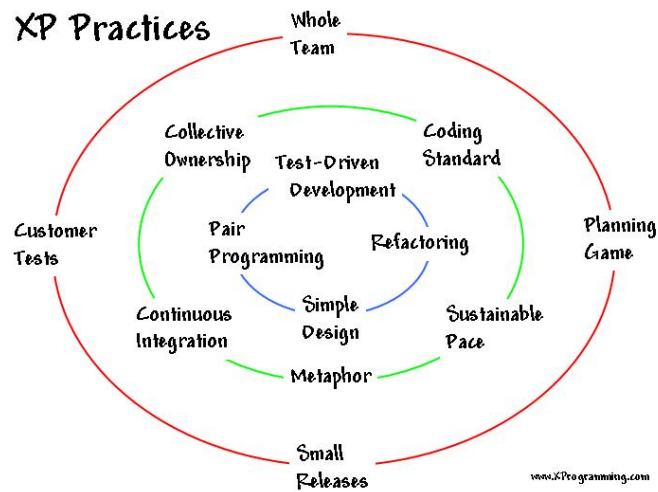 XP Practices
Whole
Team
Collective
Ownership
Coding
Standard
Test-Driven
Development
Customer
Tests
Pair
Programming
Refactoring
Planning
Game
Continuous
Integration
Simple
Design
Sustainable
Pace
Metaphor
Small
Releases
www.XProgramming.com